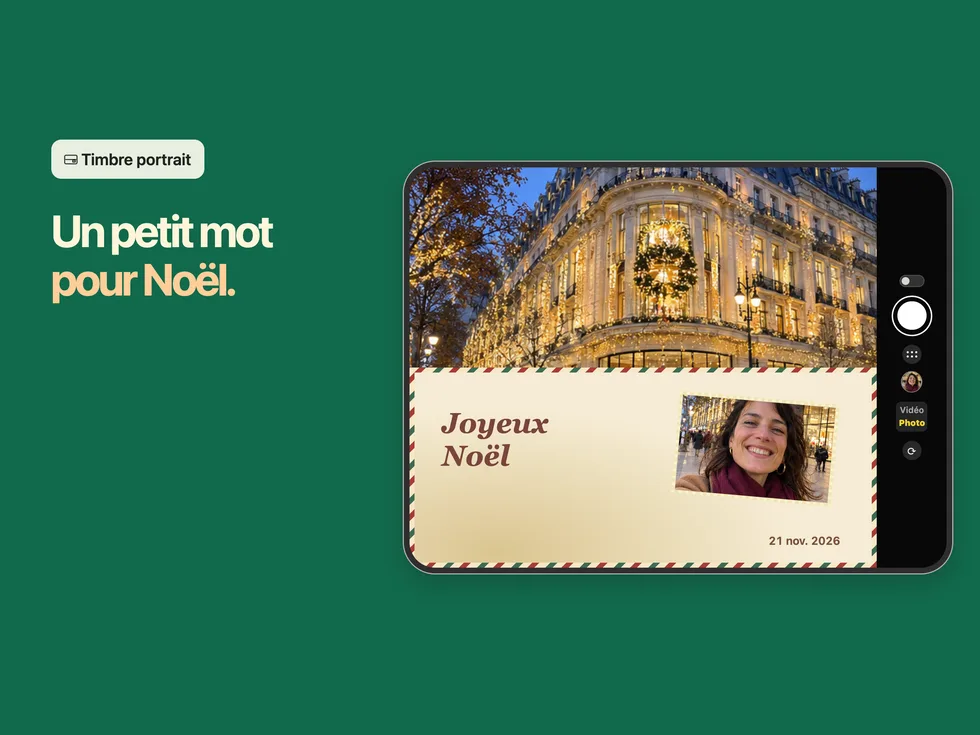 Timbre portrait
Un petit mot
pour Noël.
Joyeux
Noël
21 nov. 2026
Vidéo
Photo